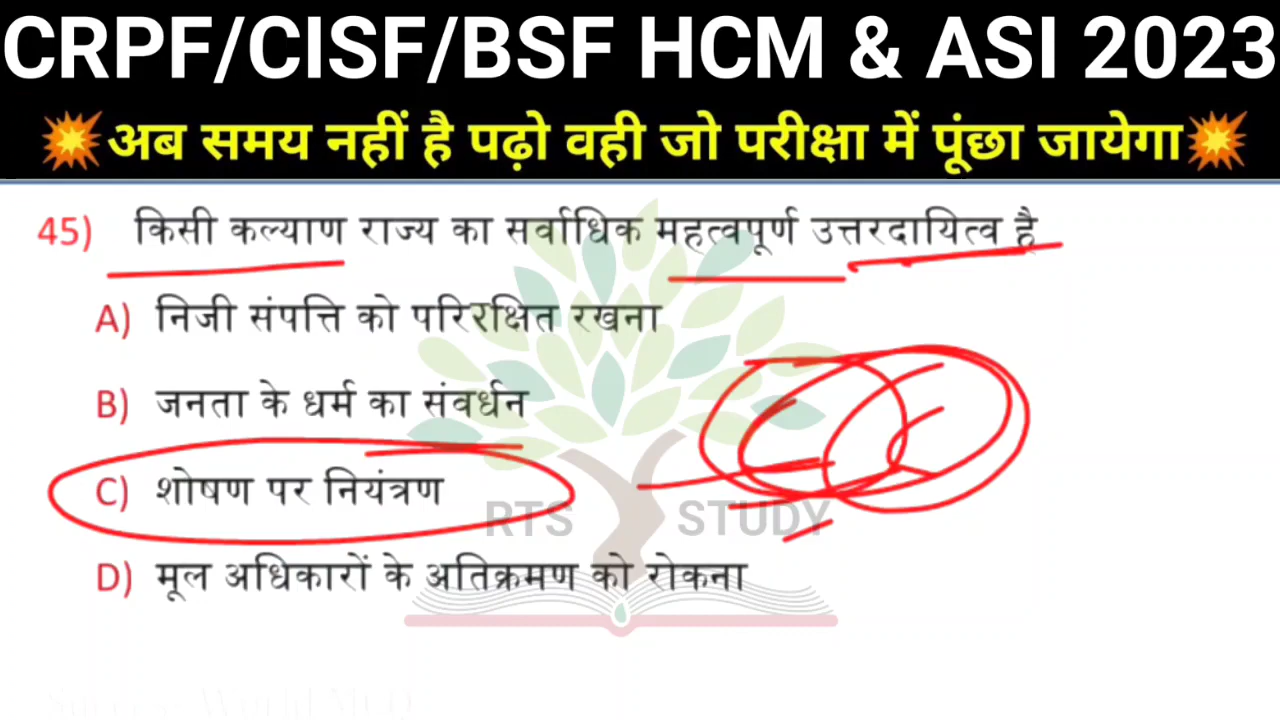 CRPF/CISF/BSF HCM & ASI 2023
💥अब समय नहीं है पढ़ो वही जो परीक्षा में पूंछा जायेगा💥
45) किसी कल्याण राज्य का सर्वाधिक महत्वपूर्ण उत्तरदायित्व है
A) निजी संपत्ति को परिरक्षित रखना
B) जनता के धर्म का संवर्धन
C) शोषण पर नियंत्रण
RTS STUDY
D) मूल अधिकारों के अतिक्रमण को रोकना